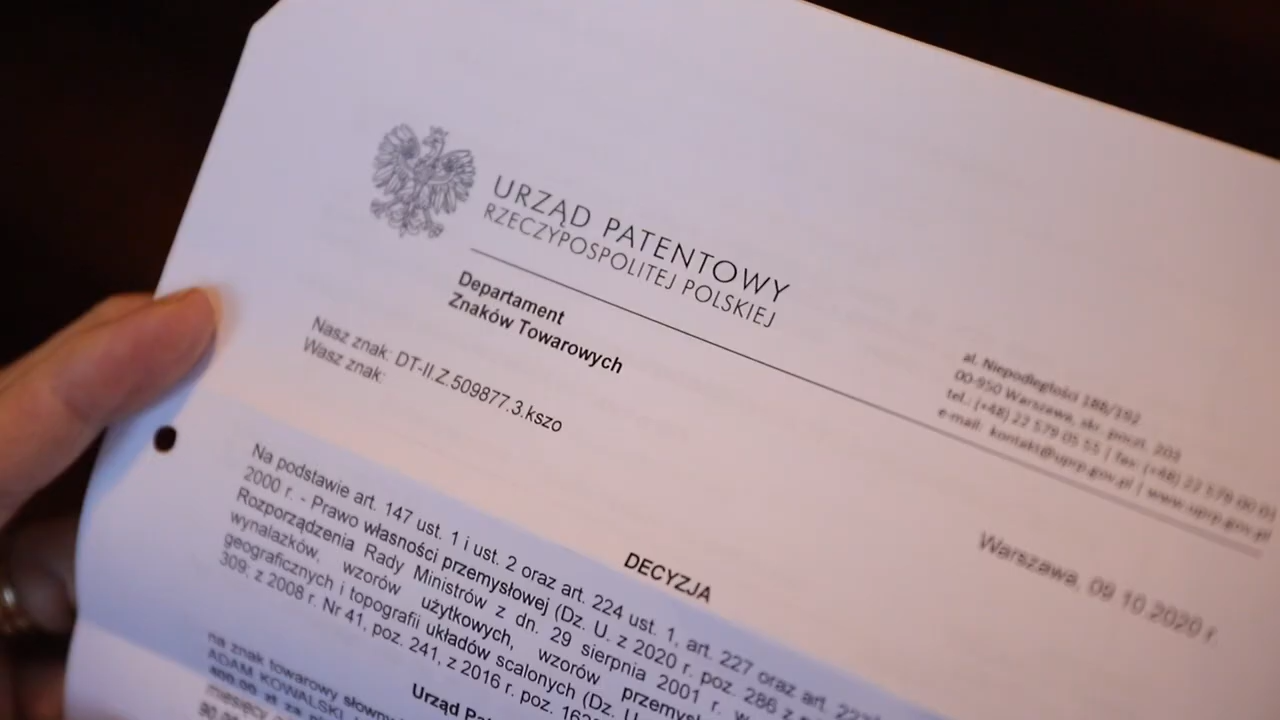 URZĄD PATENTOWY
RZECZYPOSPOLITEJ POLSKIEJ
Departament
Znaków Towarowych
al. Niepodległości 188/192
00-950 Warszawa, skr. poczt. 203
tel.: (+48) 22 579 05 55 | fax: (+48) 22 579 00 01
e-mail: kontakt@uprp.gov.pl | www.uprp.gov.pl
Nasz znak: DT-II.Z.509877.3.kszo
Wasz znak:
Warszawa, 09 10.2020 r.
DECYZJA
Na podstawie art. 147 ust. 1 i ust. 2 oraz art. 224 ust. 1, art. 227 oraz art.
2000 r. - Prawo własności przemysłowej (Dz. U. z 2020 r. poz. 286 z
Rozporządzenia Rady Ministrów z dn. 29 sierpnia 2001 r. w
wynalazków, wzorów użytkowych, wzorów
geograficznych i topografii układów scalonych (Dz. U.
309; z 2008 r. Nr 41, poz. 241, z 2016 r. poz.
Urząd
na znak towarowy
ADAM KOWALSKI
400.00 zł za
miesięcy